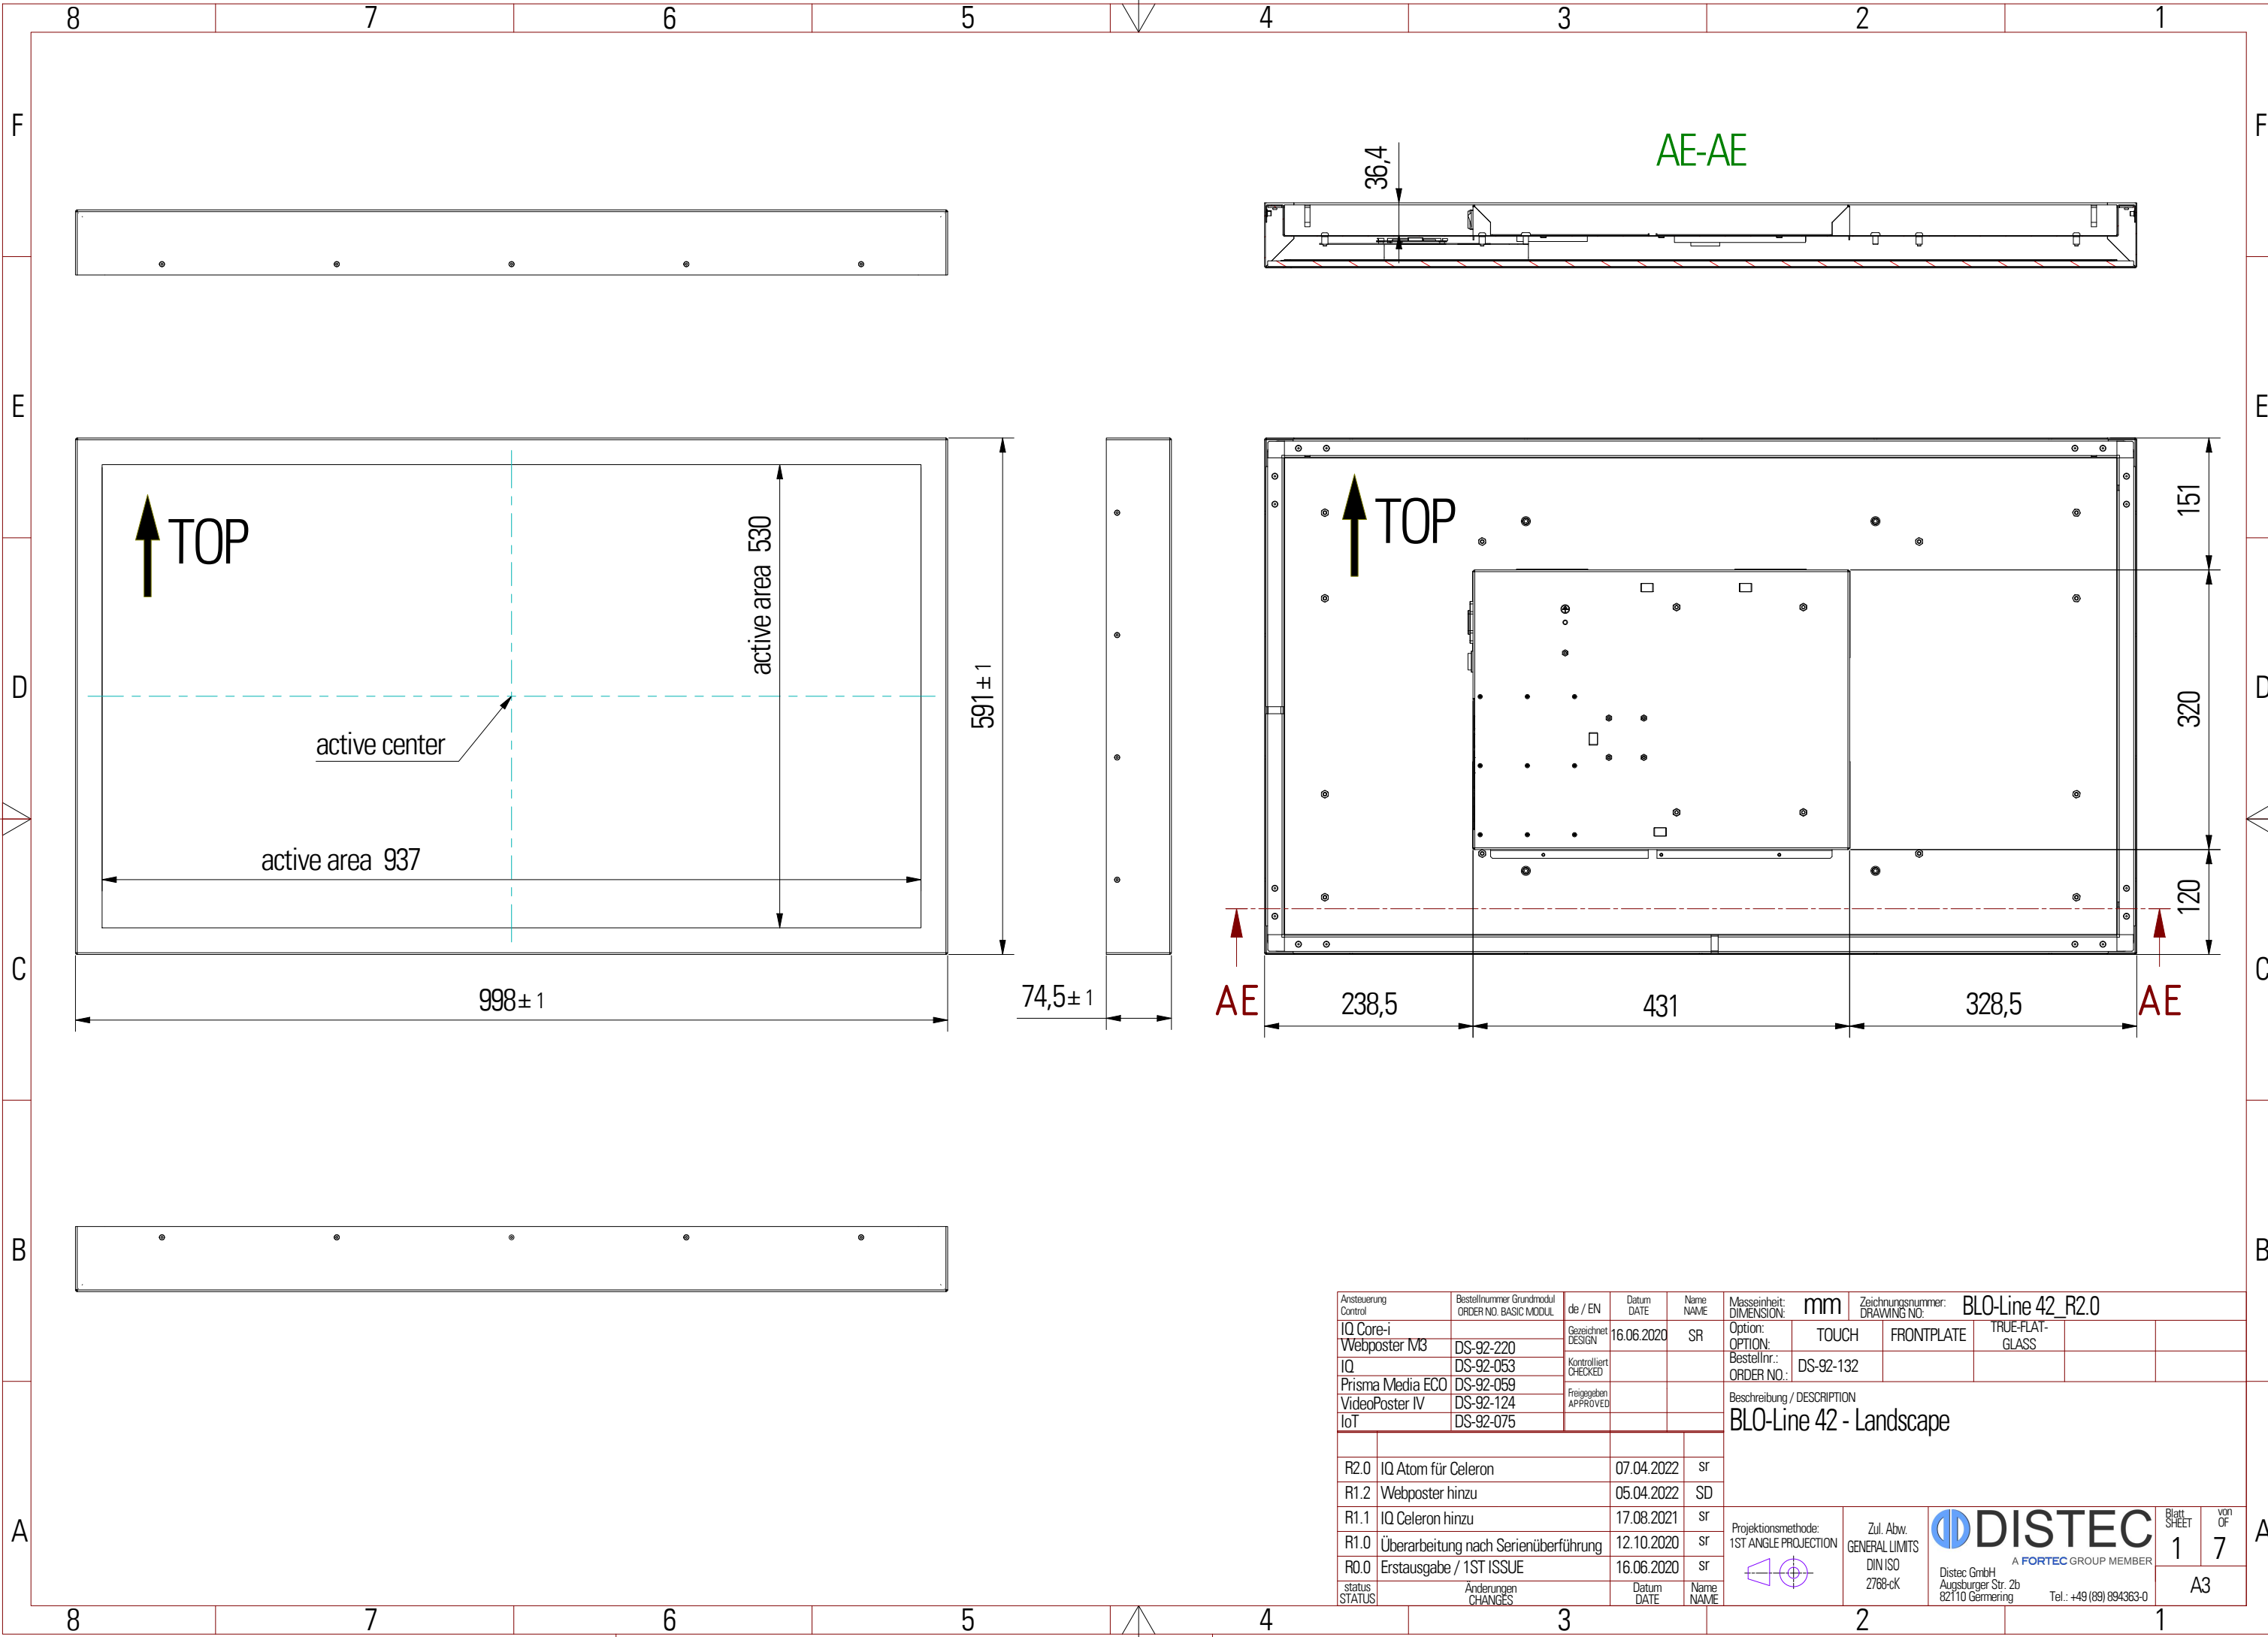 8 7 6 5 4 3 2 1
F F
E E
D D
C C
B B
A A
AE-AE
36,4
TOP
active area 530
active center
active area 937
591± 1
998± 1
74,5± 1
TOP
151
320
120
AE AE
238,5 431 328,5
Ansteuerung
Control
Bestellnummer Grundmodul
ORDER NO. BASIC MODUL
de / EN
Datum
DATE
Name
NAME
IQ Core-i
Webposter M3 DS-92-220
IQ DS-92-053
Prisma Media ECO DS-92-059
VideoPoster IV DS-92-124
IoT DS-92-075
Gezeichnet
DESIGN
16.06.2020 SR
Kontrolliert
CHECKED
Freigegeben
APPROVED
Masseinheit:
DIMENSION:
mm
Zeichnungsnummer:
DRAWING NO:
BLO-Line 42_R2.0
Option:
OPTION:
TOUCH
FRONTPLATE
TRUE-FLAT-
GLASS
Bestellnr.:
ORDER NO.:
DS-92-132
Beschreibung / DESCRIPTION
BLO-Line 42 - Landscape
R2.0 IQ Atom für Celeron 07.04.2022 sr
R1.2 Webposter hinzu 05.04.2022 SD
R1.1 IQ Celeron hinzu 17.08.2021 sr
R1.0 Überarbeitung nach Serienüberführung 12.10.2020 sr
R0.0 Erstausgabe / 1ST ISSUE 16.06.2020 sr
status
STATUS
Änderungen
CHANGES
Datum
DATE
Name
NAME
Projektionsmethode:
1ST ANGLE PROJECTION
Zul. Abw.
GENERAL LIMITS
DIN ISO
2768-cK
DISTEC
A FORTEC GROUP MEMBER
Distec GmbH
Augsburger Str. 2b
82110 Germering Tel.: +49 (89) 894363-0
Blatt
SHEET
1
von
OF
7
A3
8 7 6 5 4 3 2 1